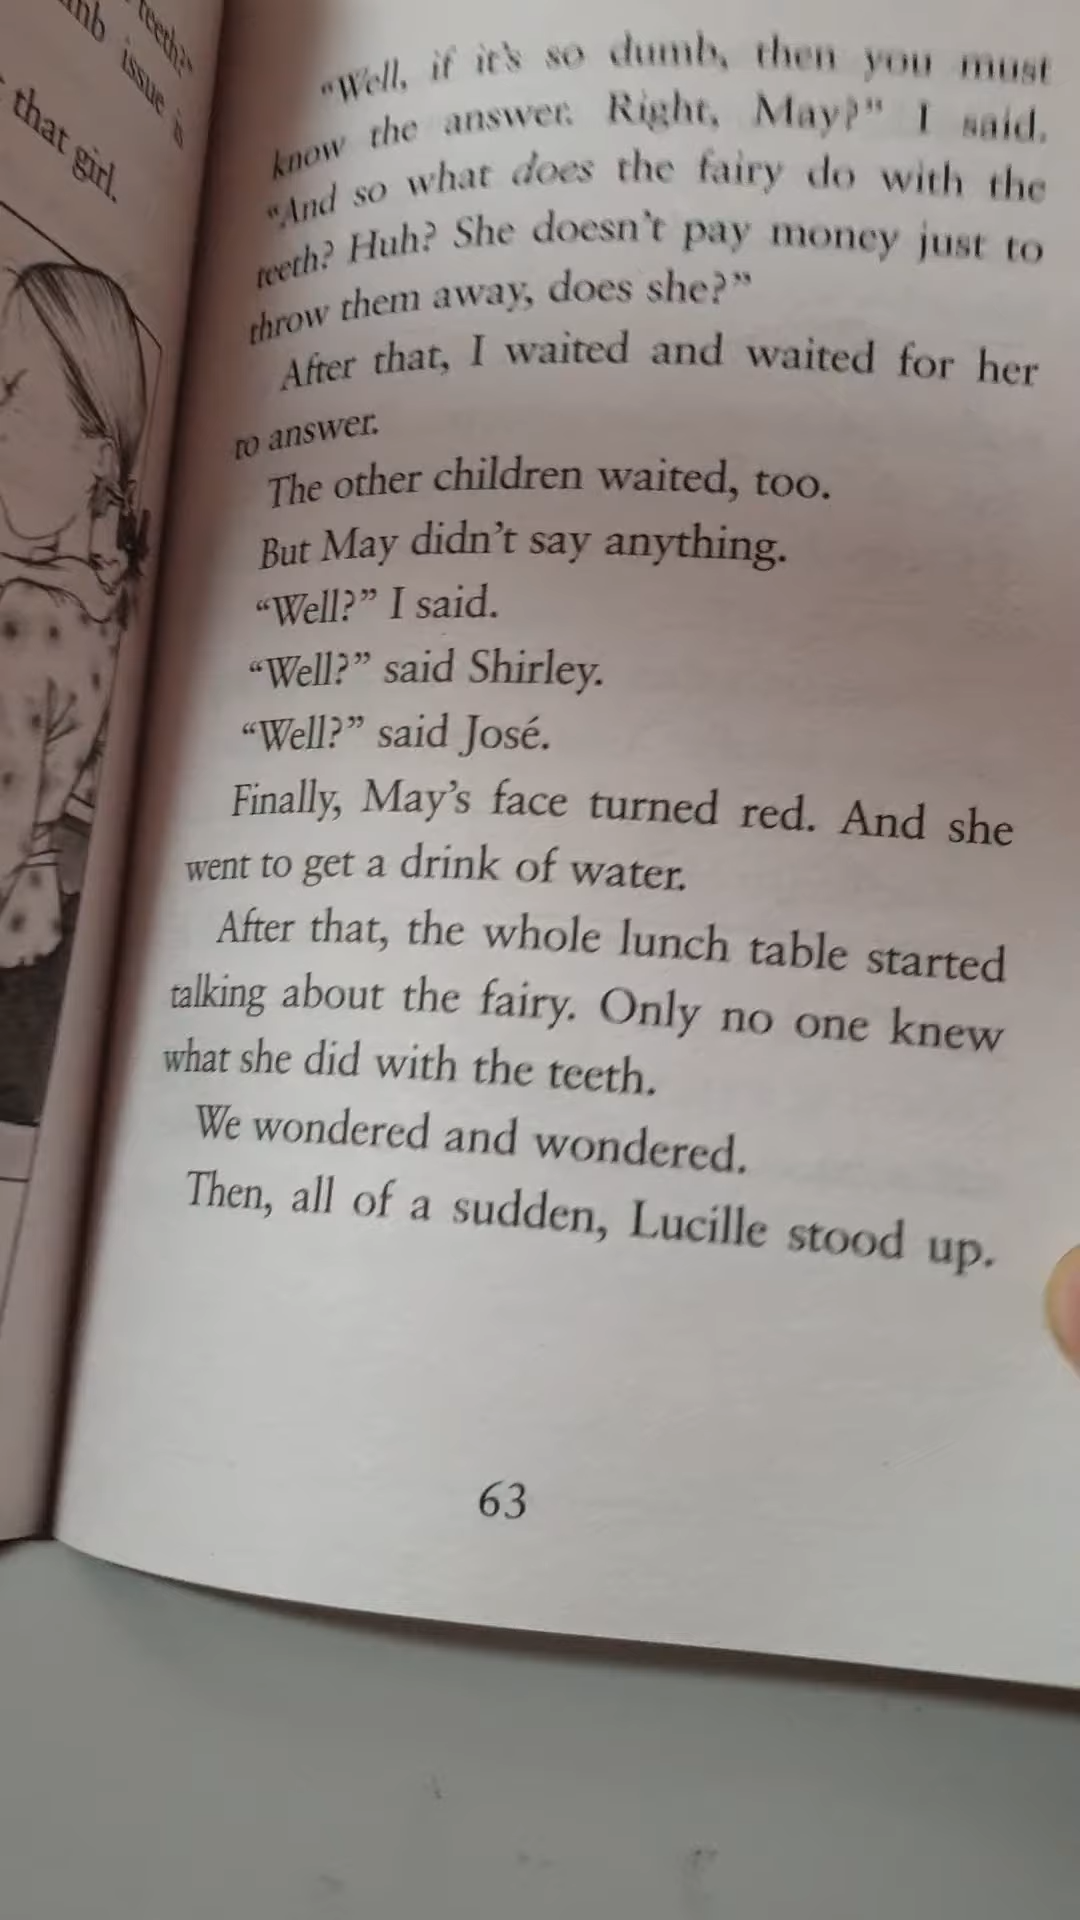 teeth?"
mb issue is
that girl.
“Well, if it’s so dumb, then you must
know the answer. Right, May?” I said.
“And so what does the fairy do with the
teeth? Huh? She doesn’t pay money just to
throw them away, does she?”
After that, I waited and waited for her
to answer.
The other children waited, too.
But May didn’t say anything.
“Well?” I said.
“Well?” said Shirley.
“Well?” said José.
Finally, May’s face turned red. And she
went to get a drink of water.
After that, the whole lunch table started
talking about the fairy. Only no one knew
what she did with the teeth.
We wondered and wondered.
Then, all of a sudden, Lucille stood up.
63